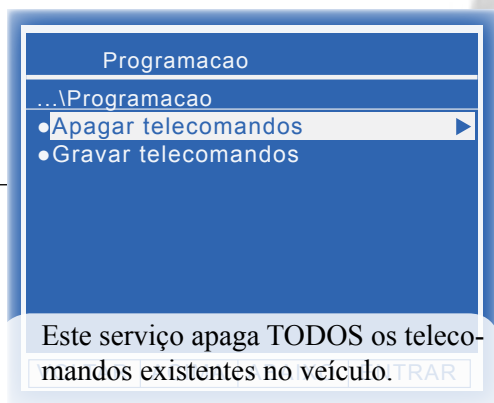 Programacao
...\Programacao
●Apagar telecomandos
●Gravar telecomandos
Este serviço apaga TODOS os teleco-
mandos existentes no veículo.